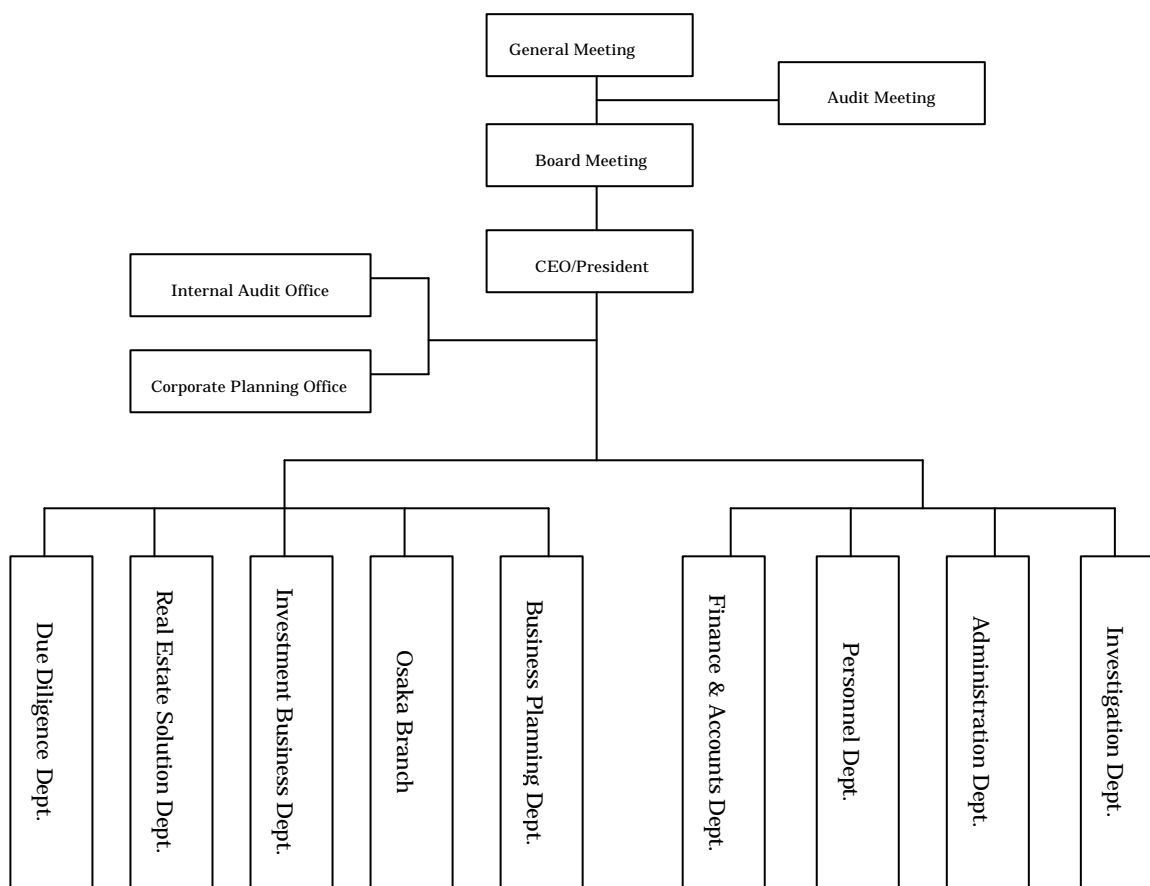 General Meeting
Audit Meeting
Board Meeting
CEO/President
Internal Audit Office
Corporate Planning Office
Due Diligence Dept.
Real Estate Solution Dept.
Investment Business Dept.
Osaka Branch
Business Planning Dept.
Finance & Accounts Dept.
Personnel Dept.
Administration Dept.
Investigation Dept.